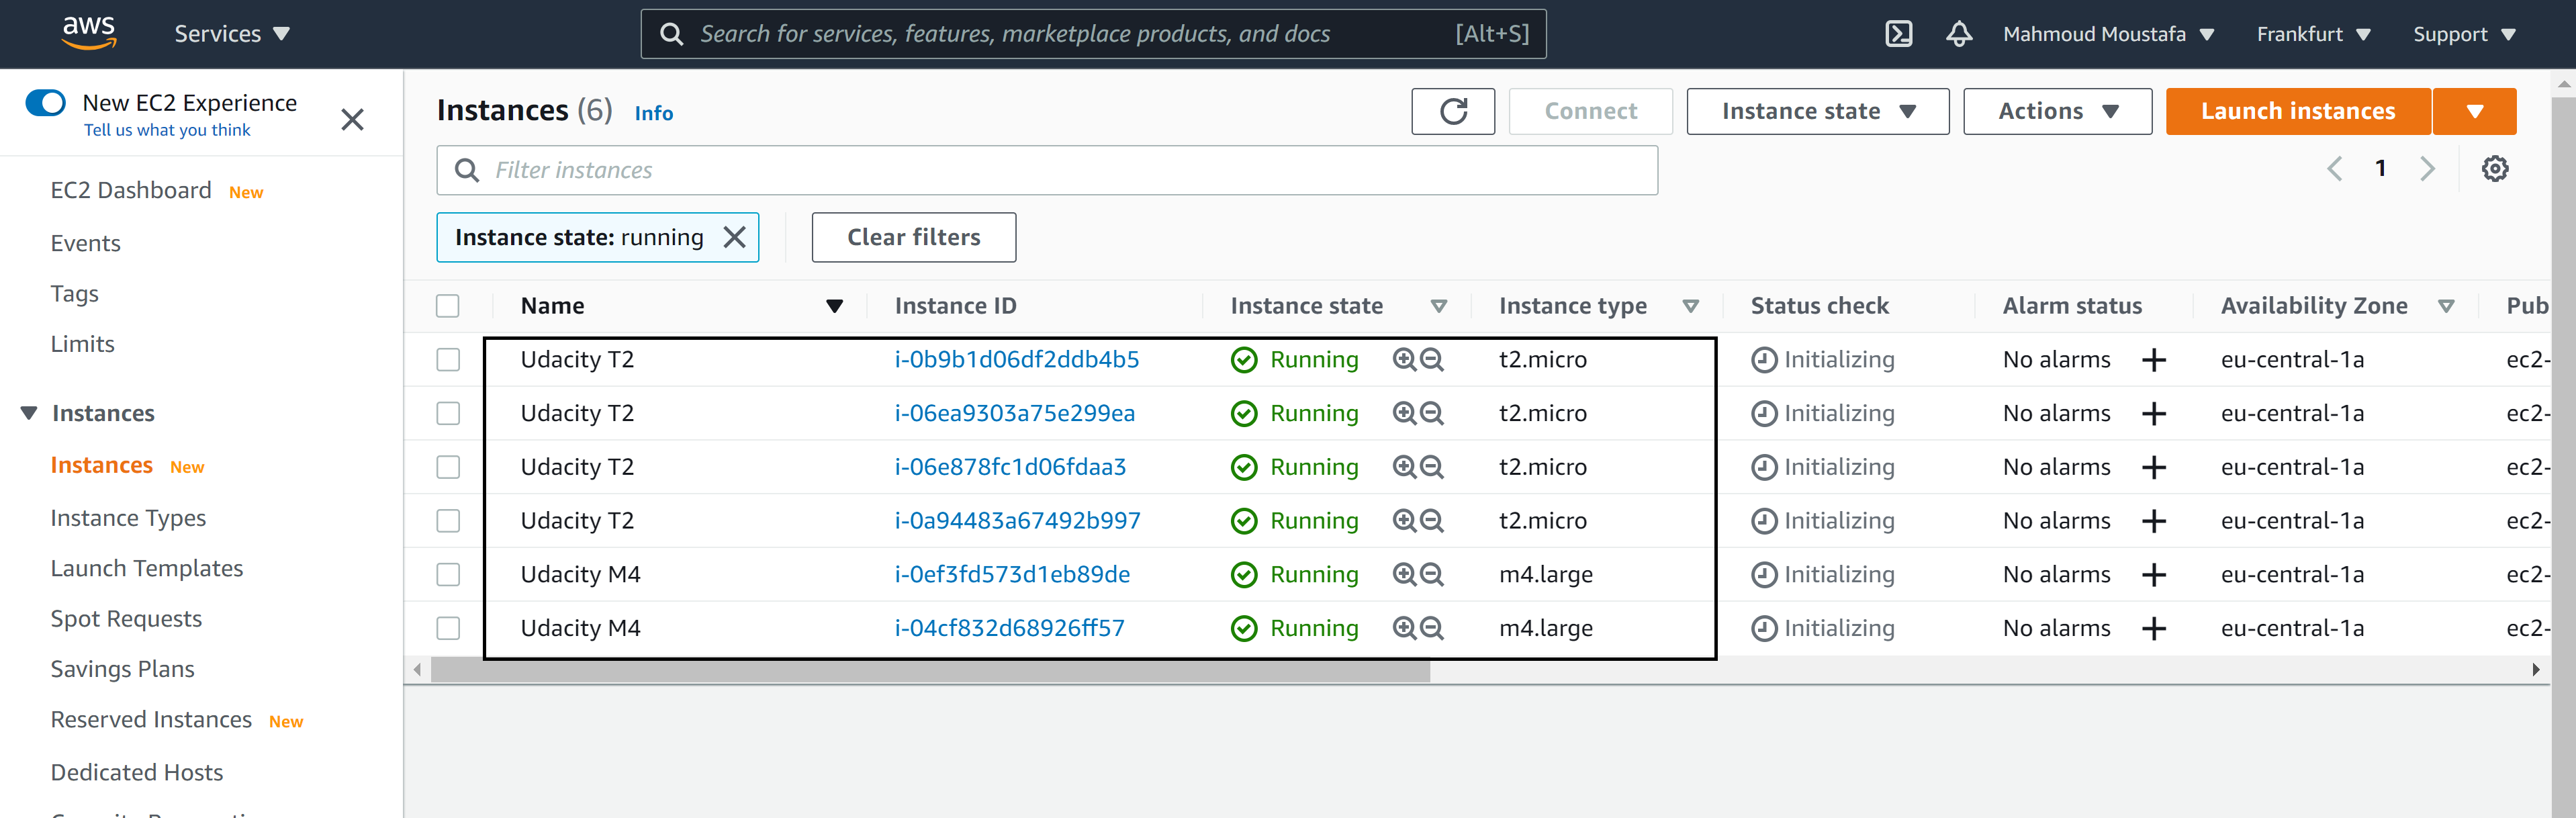 aws Services Search for services, features, marketplace products, and docs [Alt+S] Mahmoud Moustafa Frankfurt Support
New EC2 Experience
Tell us what you think
EC2 Dashboard New
Events
Tags
Limits
Instances
Instances New
Instance Types
Launch Templates
Spot Requests
Savings Plans
Reserved Instances New
Dedicated Hosts
Instances (6) Info Connect Instance state Actions Launch instances
Filter instances 1
Instance state: running Clear filters
Name Instance ID Instance state Instance type Status check Alarm status Availability Zone Pub
Udacity T2 i-0b9b1d06df2ddb4b5 Running t2.micro Initializing No alarms eu-central-1a ec2-
Udacity T2 i-06ea9303a75e299ea Running t2.micro Initializing No alarms eu-central-1a ec2-
Udacity T2 i-06e878fc1d06fdaa3 Running t2.micro Initializing No alarms eu-central-1a ec2-
Udacity T2 i-0a94483a67492b997 Running t2.micro Initializing No alarms eu-central-1a ec2-
Udacity M4 i-0ef3fd573d1eb89de Running m4.large Initializing No alarms eu-central-1a ec2-
Udacity M4 i-04cf832d68926ff57 Running m4.large Initializing No alarms eu-central-1a ec2-